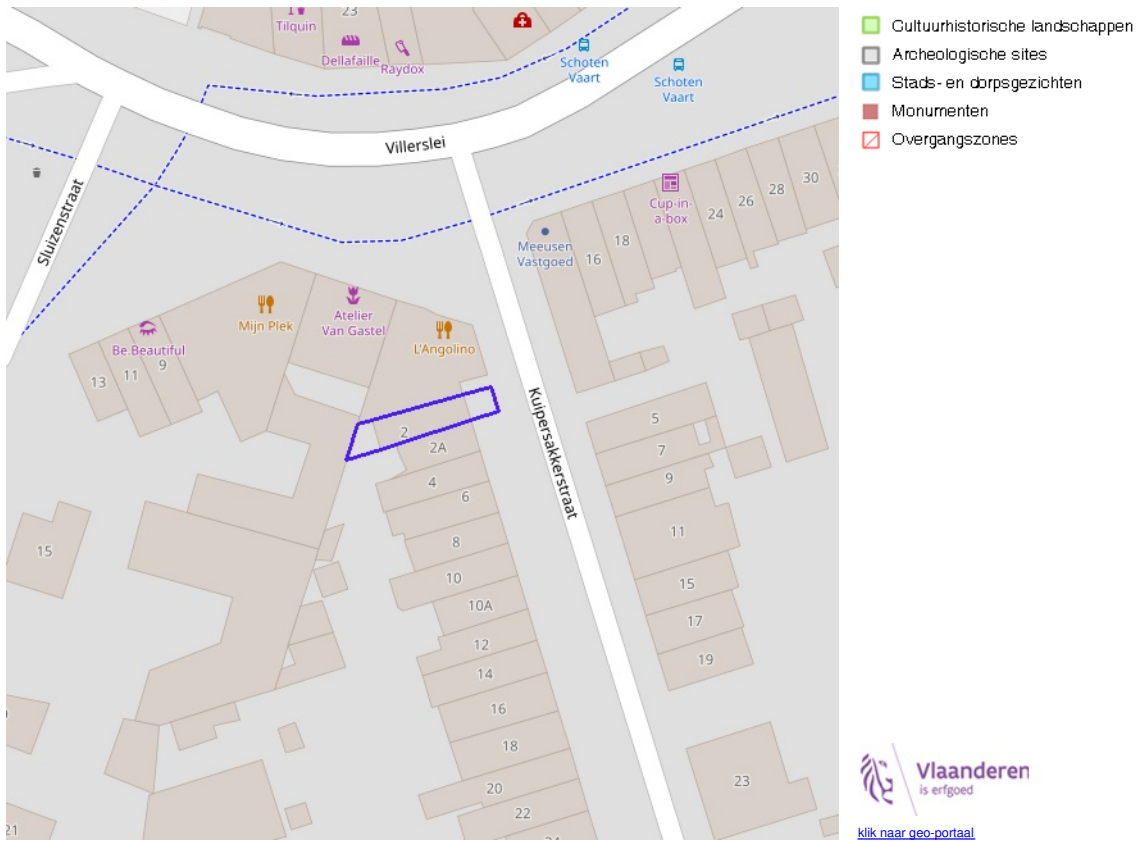 23
Tilquin
Dellafaille
Raydox
Schoten
Vaart
Schoten
Vaart
Villerslei
Sluizenstraat
Kuipersakkerstraat
Cup-in-
a-box
24
26
28
30
Meeusen
Vastgoed
16
18
Mijn Plek
Atelier
Van Gastel
L'Angolino
Be.Beautiful
13
11
9
2
2A
4
6
8
10
10A
12
14
16
18
20
22
24
5
7
9
11
15
17
19
23
15
21
Cultuurhistorische landschappen
Archeologische sites
Stads- en dorpsgezichten
Monumenten
Overgangszones
Vlaanderen
is erfgoed
klik naar geo-portaal